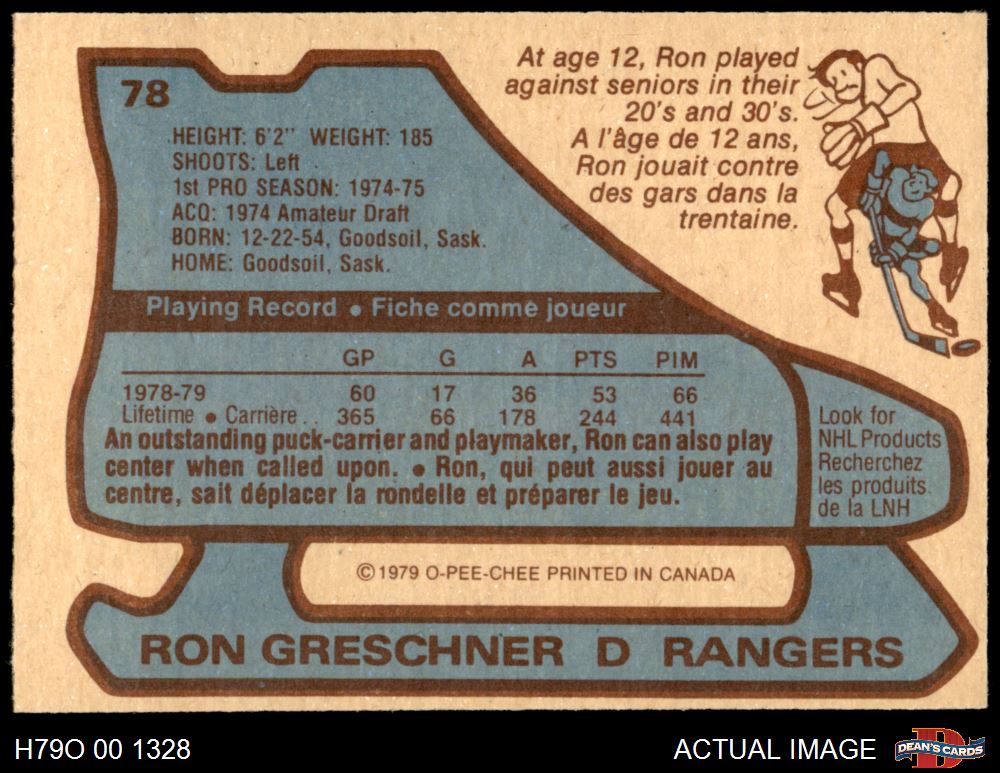 78
HEIGHT: 6'2" WEIGHT: 185
SHOOTS: Left
1st PRO SEASON: 1974-75
ACQ: 1974 Amateur Draft
BORN: 12-22-54, Goodsoil, Sask.
HOME: Goodsoil, Sask.
At age 12, Ron played
against seniors in their
20's and 30's.
A l'âge de 12 ans,
Ron jouait contre
des gars dans la
trentaine.
Playing Record • Fiche comme joueur
GP G A PTS PIM
1978-79 60 17 36 53 66
Lifetime • Carrière.. 365 66 178 244 441
An outstanding puck-carrier and playmaker, Ron can also play
center when called upon. • Ron, qui peut aussi jouer au
centre, sait déplacer la rondelle et préparer le jeu.
Look for
NHL Products
Recherchez
les produits
de la LNH
© 1979 O-PEE-CHEE PRINTED IN CANADA
RON GRESCHNER D RANGERS
H79O 00 1328
ACTUAL IMAGE
D
DEAN'S CARDS